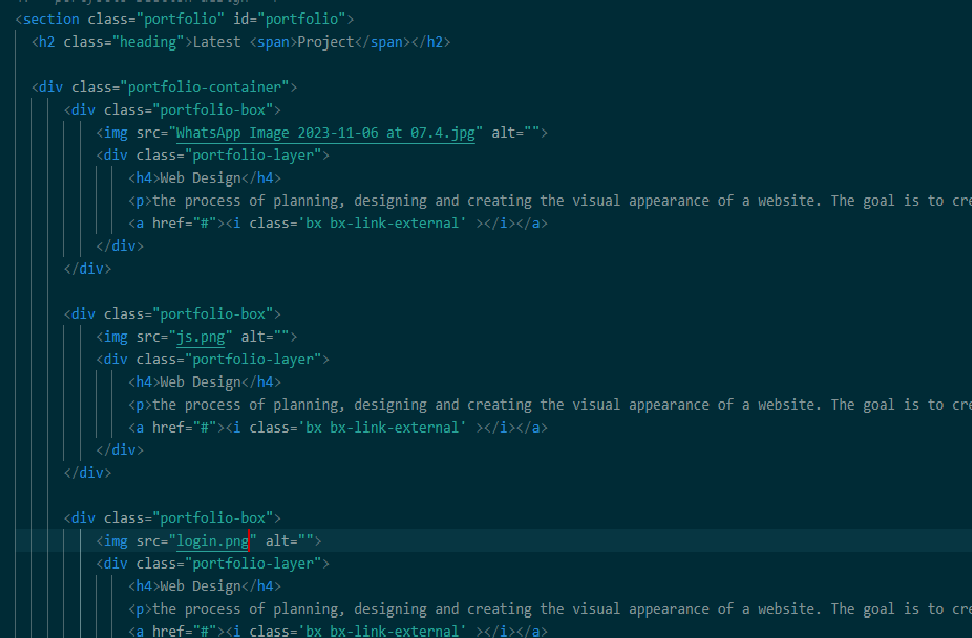 <section class="portfolio" id="portfolio">
<h2 class="heading">Latest <span>Project</span></h2>
<div class="portfolio-container">
<div class="portfolio-box">
<img src="WhatsApp Image 2023-11-06 at 07.4.jpg" alt="">
<div class="portfolio-layer">
<h4>Web Design</h4>
<p>the process of planning, designing and creating the visual appearance of a website. The goal is to cre
<a href="#"><i class='bx bx-link-external' ></i></a>
</div>
</div>
<div class="portfolio-box">
<img src="js.png" alt="">
<div class="portfolio-layer">
<h4>Web Design</h4>
<p>the process of planning, designing and creating the visual appearance of a website. The goal is to cre
<a href="#"><i class='bx bx-link-external' ></i></a>
</div>
</div>
<div class="portfolio-box">
<img src="login.png" alt="">
<div class="portfolio-layer">
<h4>Web Design</h4>
<p>the process of planning, designing and creating the visual appearance of a website. The goal is to cre
<a href="#"><i class='bx bx-link-external' ></i></a>